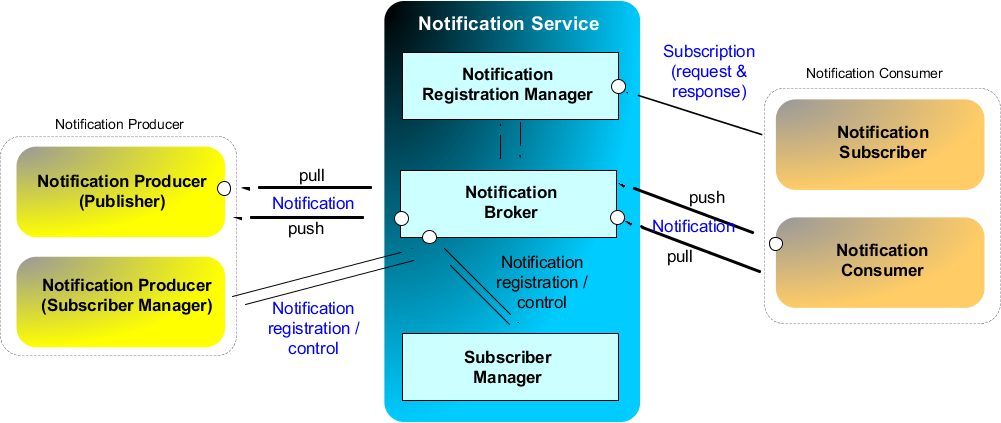 Notification Service
Notification
Registration Manager
Subscription
(request &
response)
Notification Consumer
Notification
Subscriber
Notification Producer
Notification Producer
(Publisher)
pull
Notification
push
Notification
Broker
push
Notification
pull
Notification
Consumer
Notification Producer
(Subscriber Manager)
Notification
registration /
control
Notification
registration /
control
Subscriber
Manager